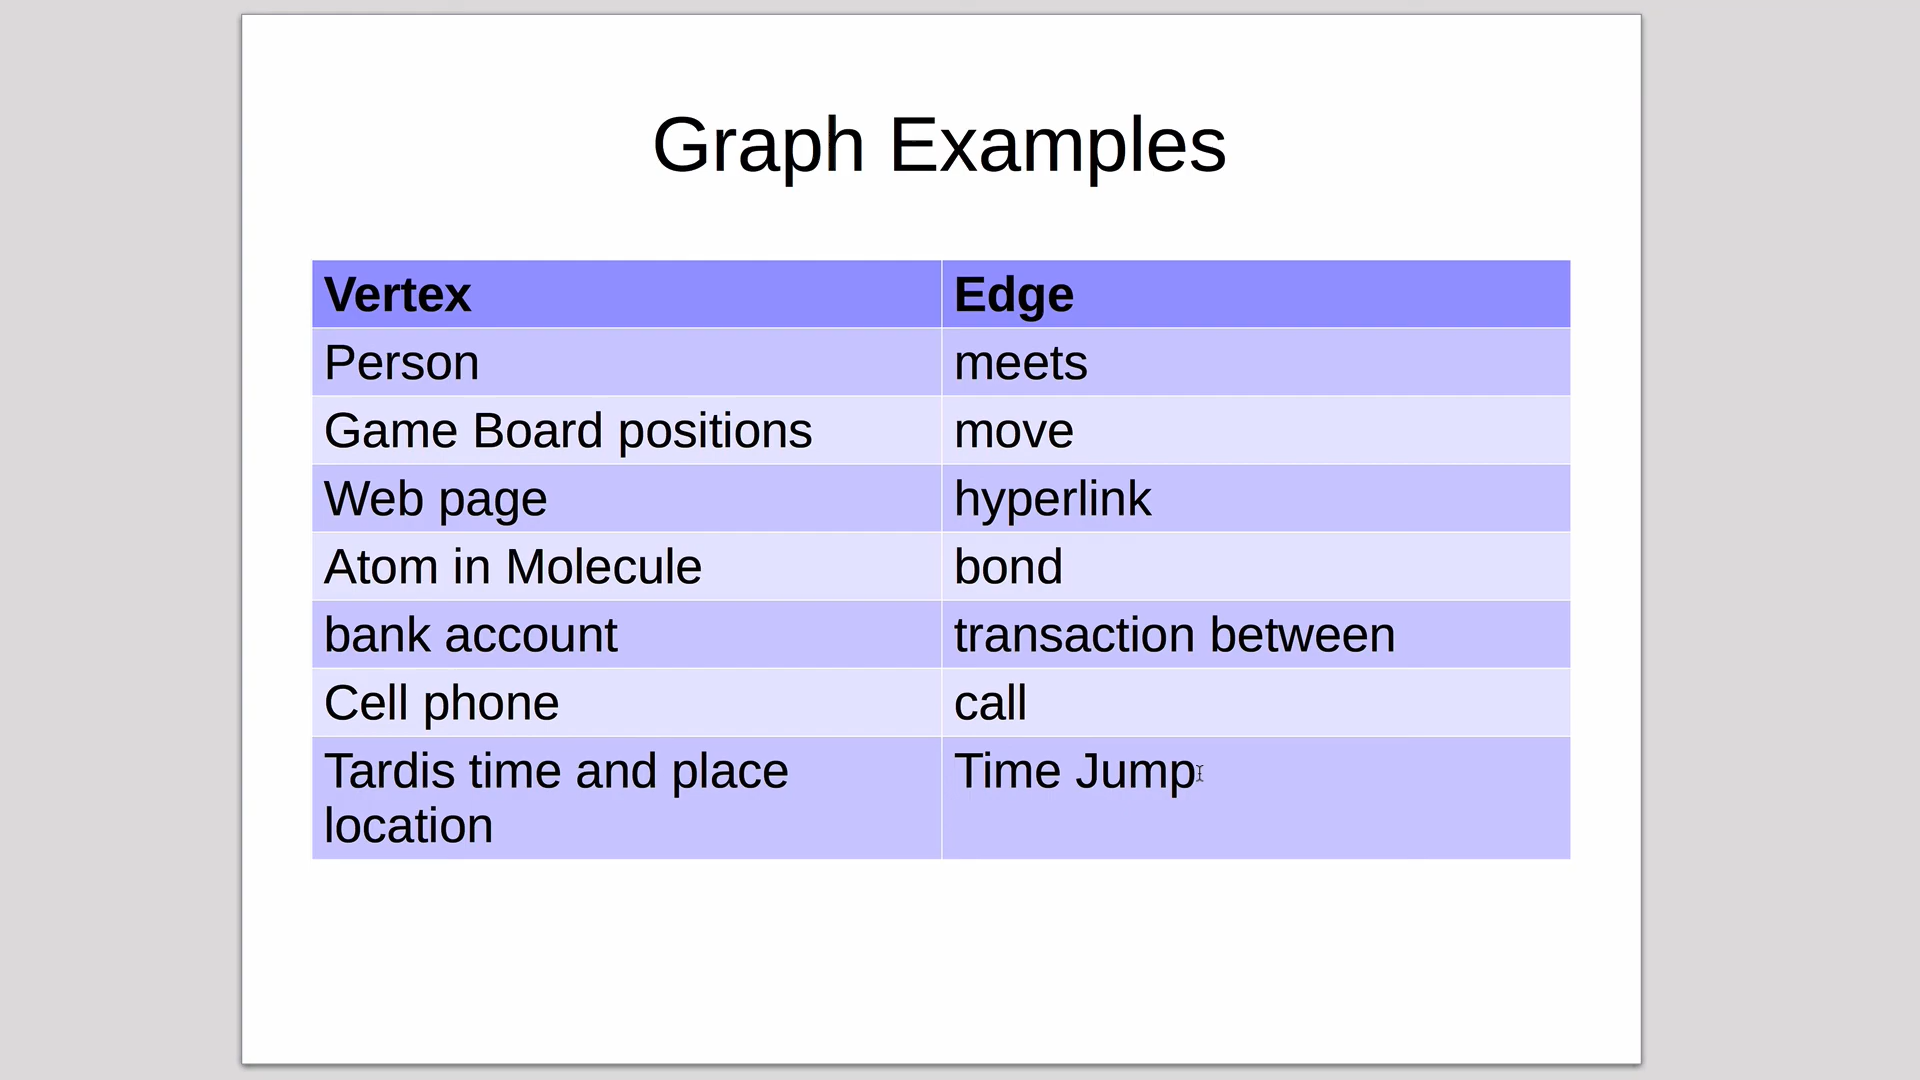 Graph Examples
Vertex Edge
Person meets
Game Board positions move
Web page hyperlink
Atom in Molecule bond
bank account transaction between
Cell phone call
Tardis time and place Time Jump
location